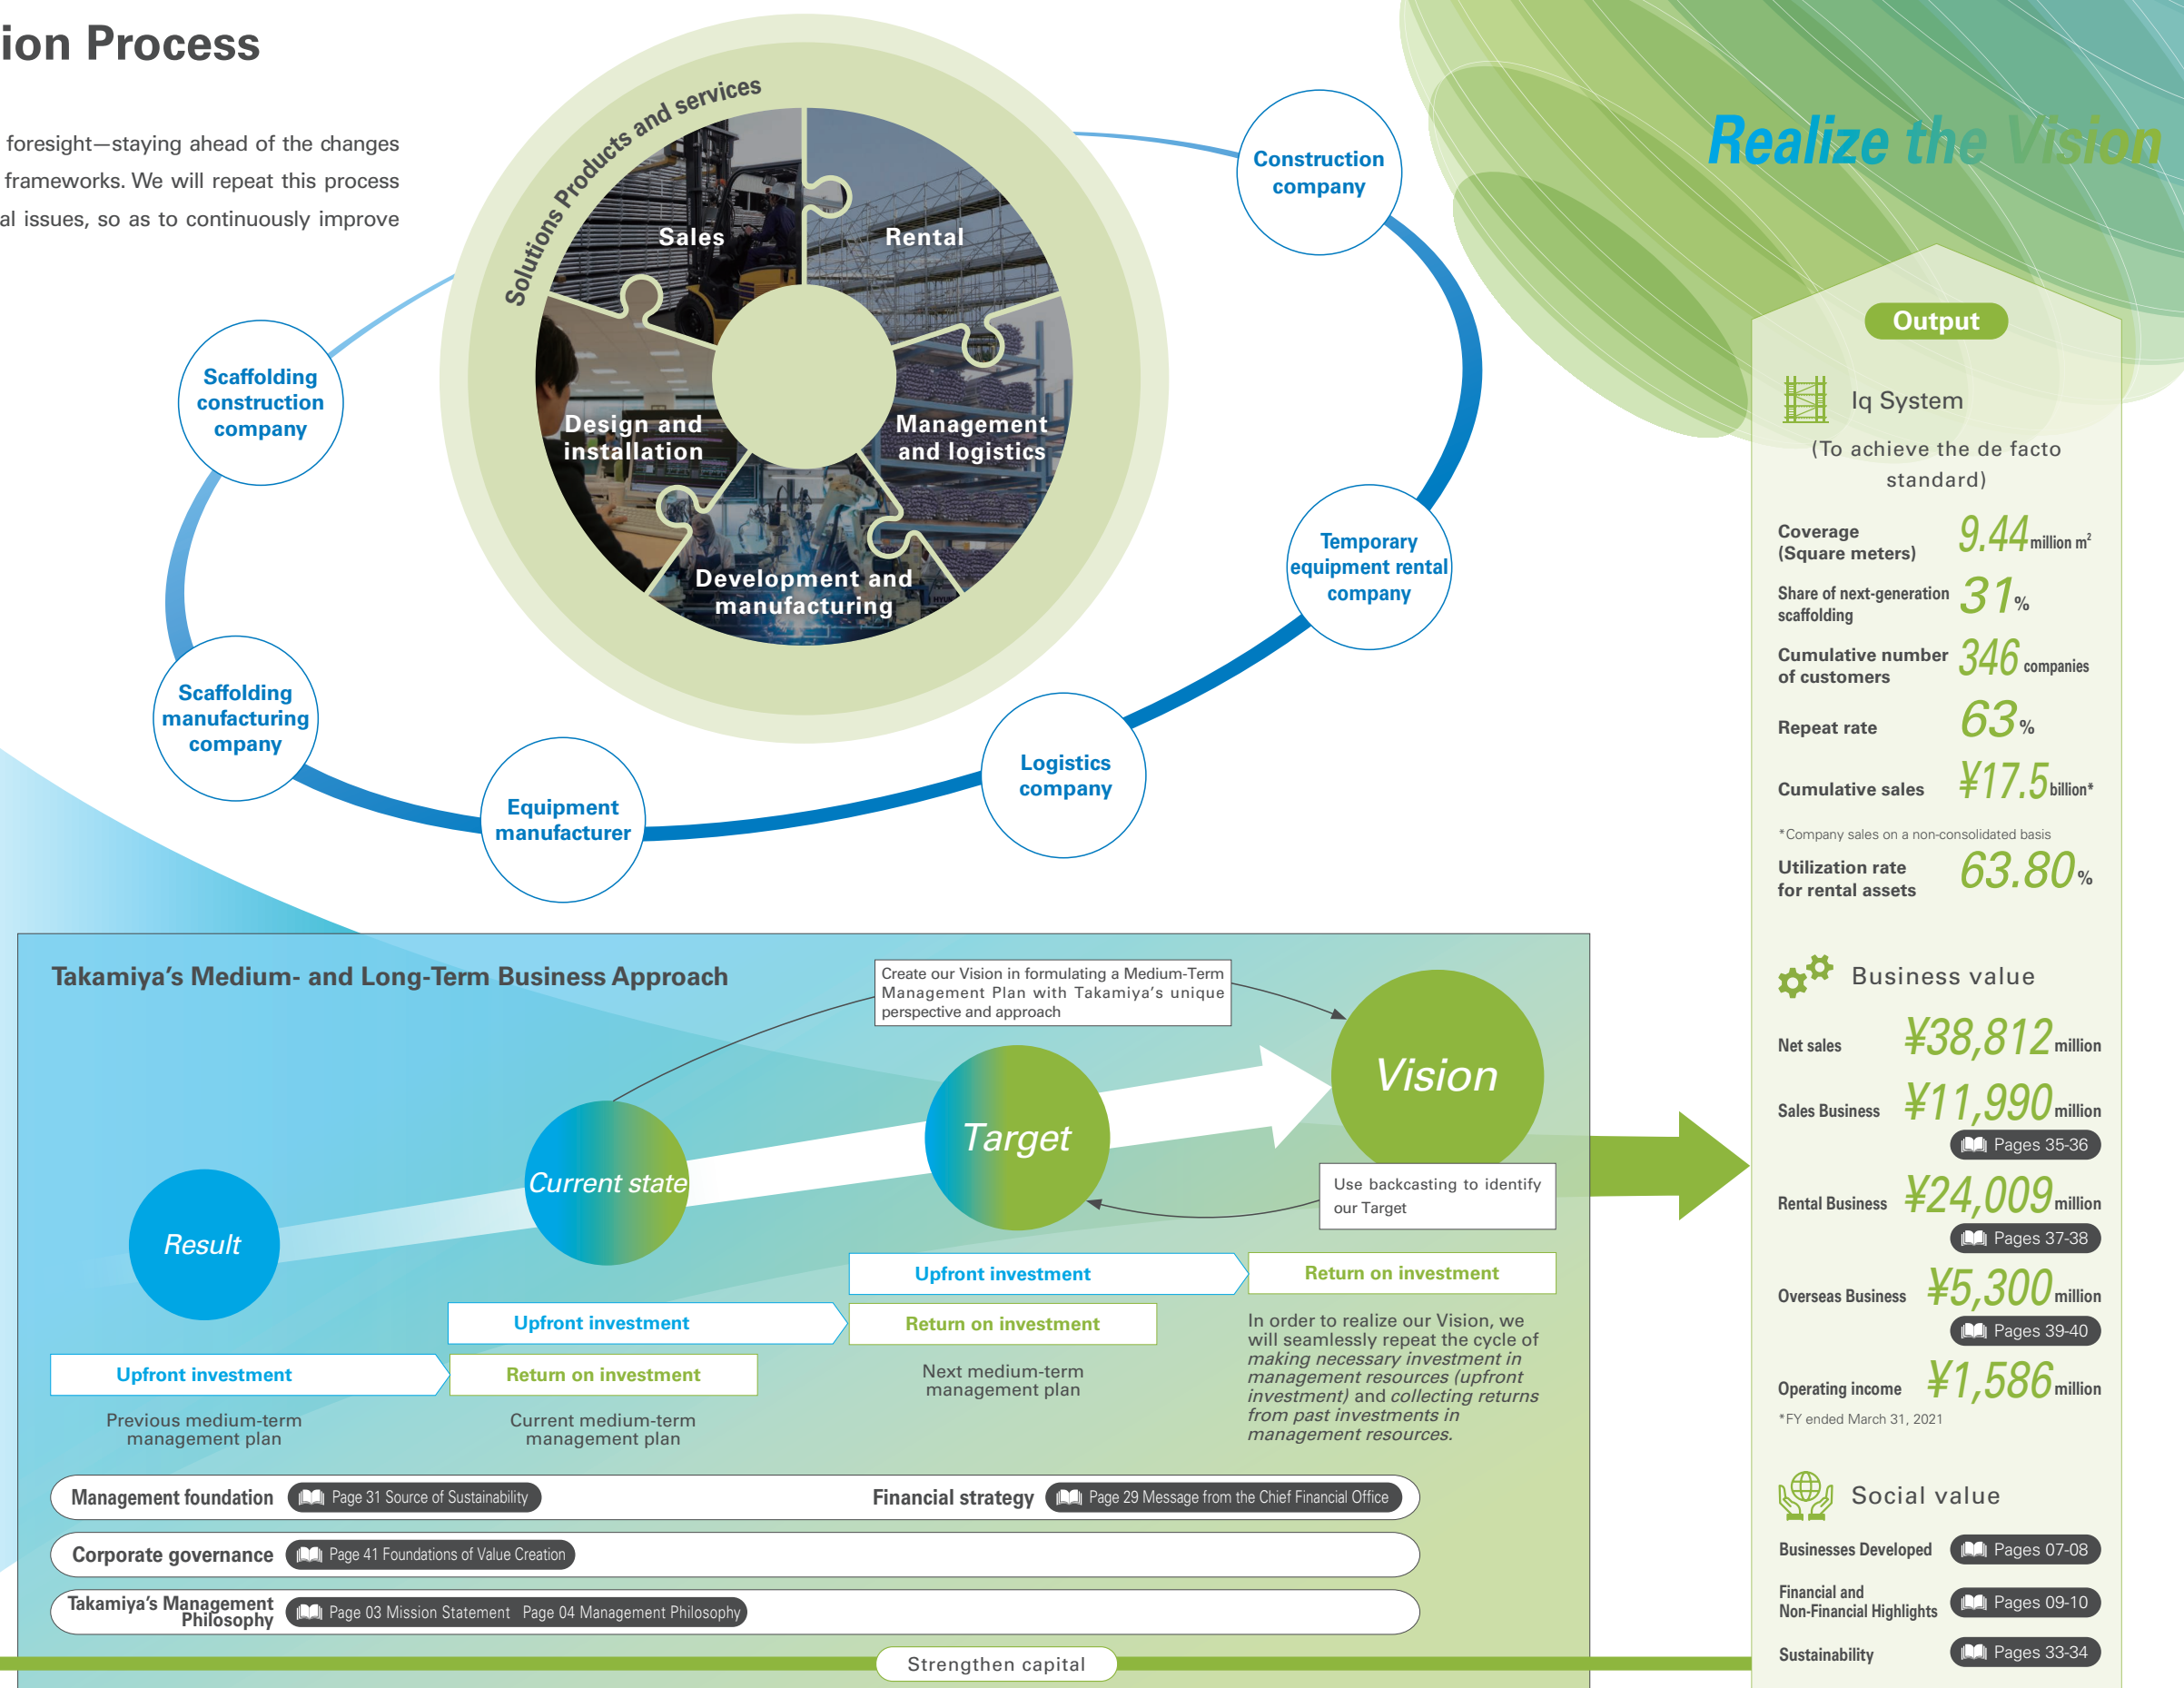 ion Process
foresight—staying ahead of the changes
frameworks. We will repeat this process
al issues, so as to continuously improve
Solutions Products and services
Sales
Rental
Design and
installation
Management
and logistics
Development and
manufacturing
Construction
company
Scaffolding
construction
company
Temporary
equipment rental
company
Scaffolding
manufacturing
company
Equipment
manufacturer
Logistics
company
Realize the Vision
Output
Iq System
(To achieve the de facto
standard)
Coverage
(Square meters)
9.44 million m²
Share of next-generation
scaffolding
31%
Cumulative number
of customers
346 companies
Repeat rate
63%
Cumulative sales
¥17.5 billion*
*Company sales on a non-consolidated basis
Utilization rate
for rental assets
63.80%
Business value
Net sales ¥38,812 million
Sales Business ¥11,990 million
Pages 35-36
Rental Business ¥24,009 million
Pages 37-38
Overseas Business ¥5,300 million
Pages 39-40
Operating income ¥1,586 million
*FY ended March 31, 2021
Social value
Businesses Developed Pages 07-08
Financial and
Non-Financial Highlights
Pages 09-10
Sustainability Pages 33-34
Takamiya's Medium- and Long-Term Business Approach
Create our Vision in formulating a Medium-Term
Management Plan with Takamiya's unique
perspective and approach
Result
Current state
Target
Vision
Use backcasting to identify
our Target
Upfront investment
Return on investment
Upfront investment
Return on investment
Upfront investment
Return on investment
Previous medium-term
management plan
Current medium-term
management plan
Next medium-term
management plan
In order to realize our Vision, we
will seamlessly repeat the cycle of
making necessary investment in
management resources (upfront
investment) and collecting returns
from past investments in
management resources.
Management foundation Page 31 Source of Sustainability
Financial strategy Page 29 Message from the Chief Financial Office
Corporate governance Page 41 Foundations of Value Creation
Takamiya's Management
Philosophy
Page 03 Mission Statement Page 04 Management Philosophy
Strengthen capital